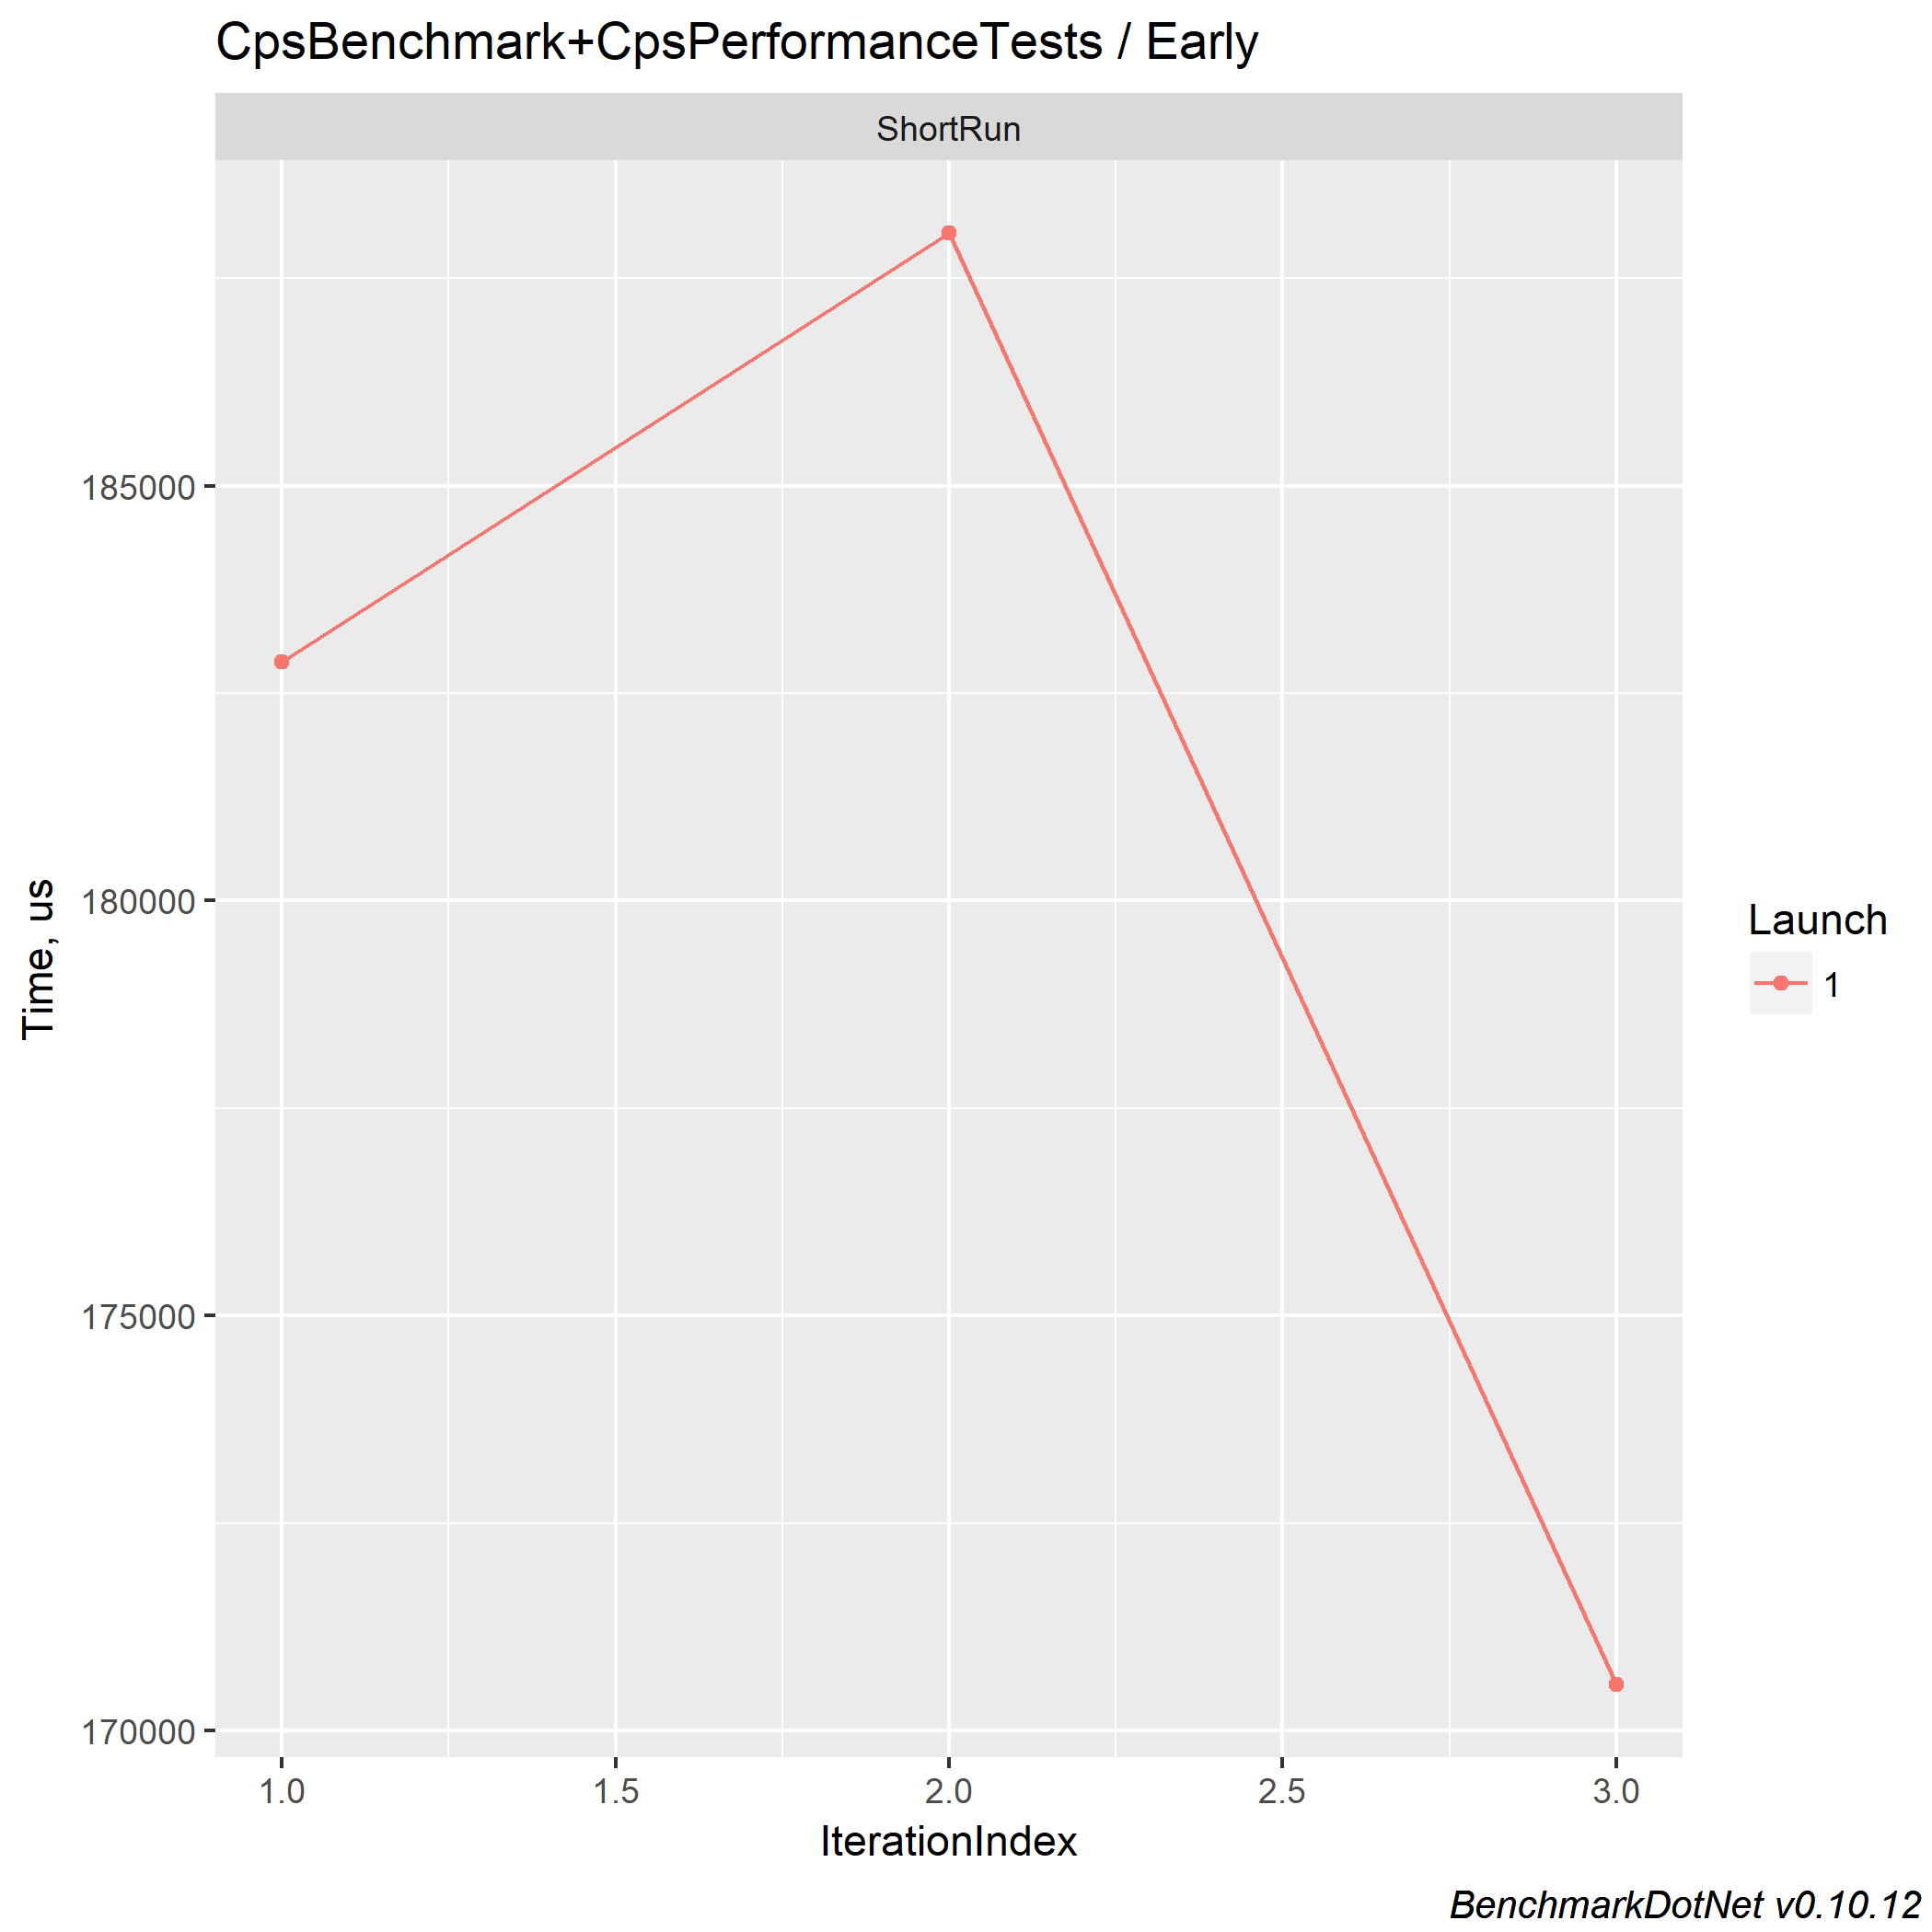 CpsBenchmark+CpsPerformanceTests / Early
ShortRun
185000
180000
175000
170000
Time, us
1.0 1.5 2.0 2.5 3.0
IterationIndex
Launch
1
BenchmarkDotNet v0.10.12